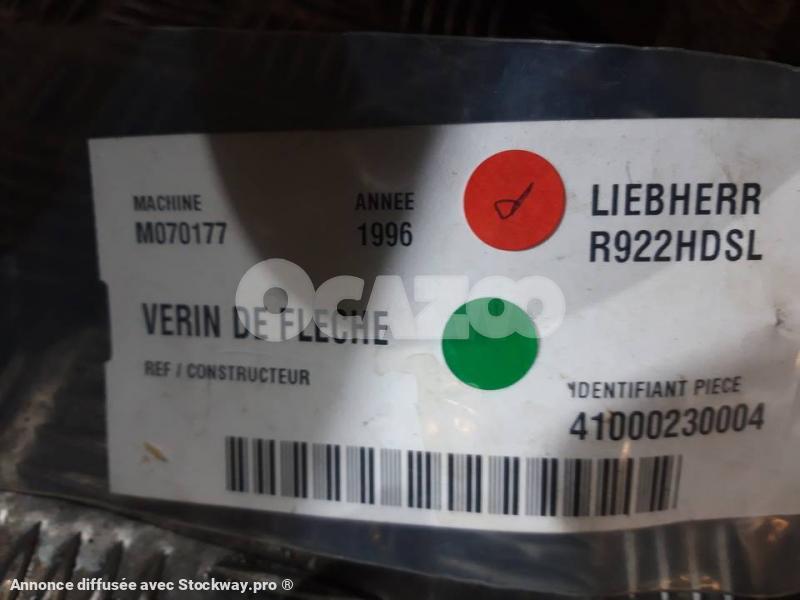 MACHINE
M070177
ANNEE
1996
LIEBHERR
R922HDSL
OCAZOO
VERIN DE FLECHE
REF / CONSTRUCTEUR
IDENTIFIANT PIECE
41000230004
Annonce diffusée avec Stockway.pro ®